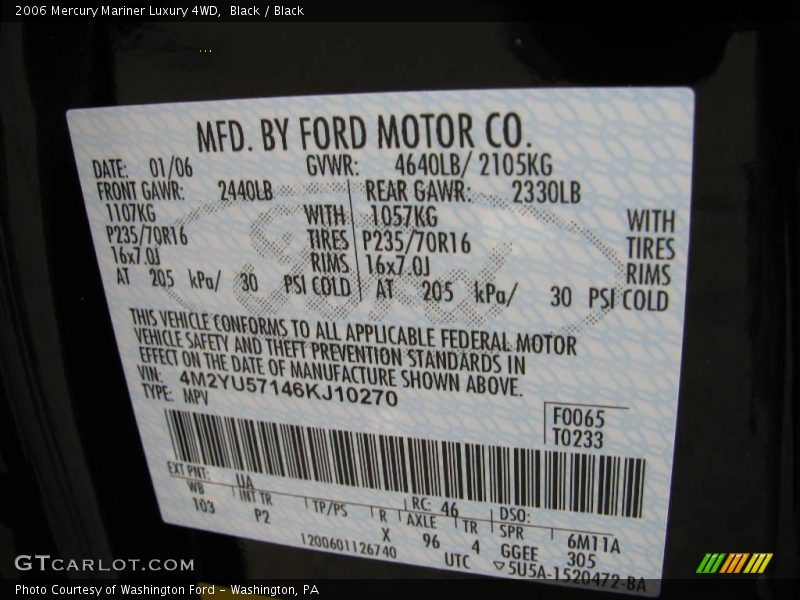 2006 Mercury Mariner Luxury 4WD, Black / Black
MFD. BY FORD MOTOR CO.
DATE: 01/06 GVWR: 4640LB/ 2105KG
FRONT GAWR: 2440LB REAR GAWR: 2330LB
1107KG WITH 1057KG WITH
P235/70R16 TIRES P235/70R16 TIRES
16x7.0J RIMS 16x7.0J RIMS
AT 205 kPa/ 30 PSI COLD AT 205 kPa/ 30 PSI COLD
Ford
THIS VEHICLE CONFORMS TO ALL APPLICABLE FEDERAL MOTOR
VEHICLE SAFETY AND THEFT PREVENTION STANDARDS IN
EFFECT ON THE DATE OF MANUFACTURE SHOWN ABOVE.
VIN: 4M2YU57146KJ10270
TYPE: MPV
F0065
T0233
EXT PNT: UA RC: 46 DSO:
WB INT TR TP/PS R AXLE TR SPR 6M11A
103 P2 X 96 4 GGEE 305
1200601126740 UTC ▽5U5A-1520472-BA
GTCARLOT.COM
Photo Courtesy of Washington Ford - Washington, PA